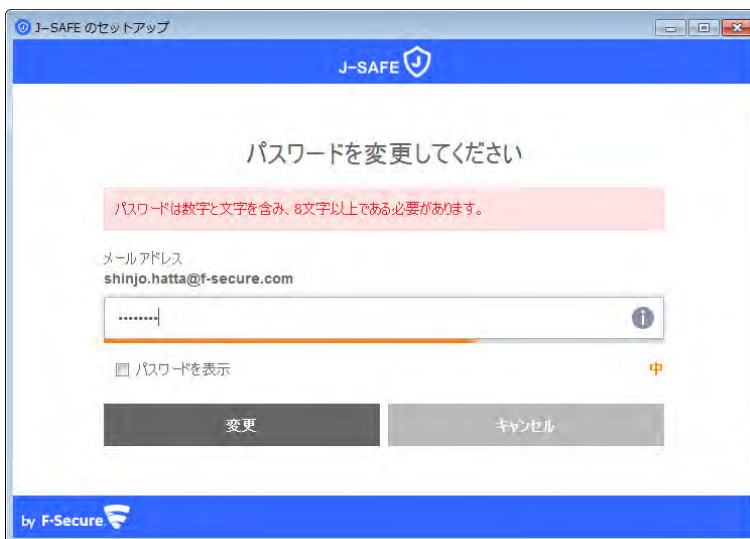 J-SAFE のセットアップ
J-SAFE J
パスワードを変更してください
パスワードは数字と文字を含み、8文字以上である必要があります。
メール アドレス
shinjo.hatta@f-secure.com
••••••••
パスワードを表示
中
変更
キャンセル
by F-Secure.